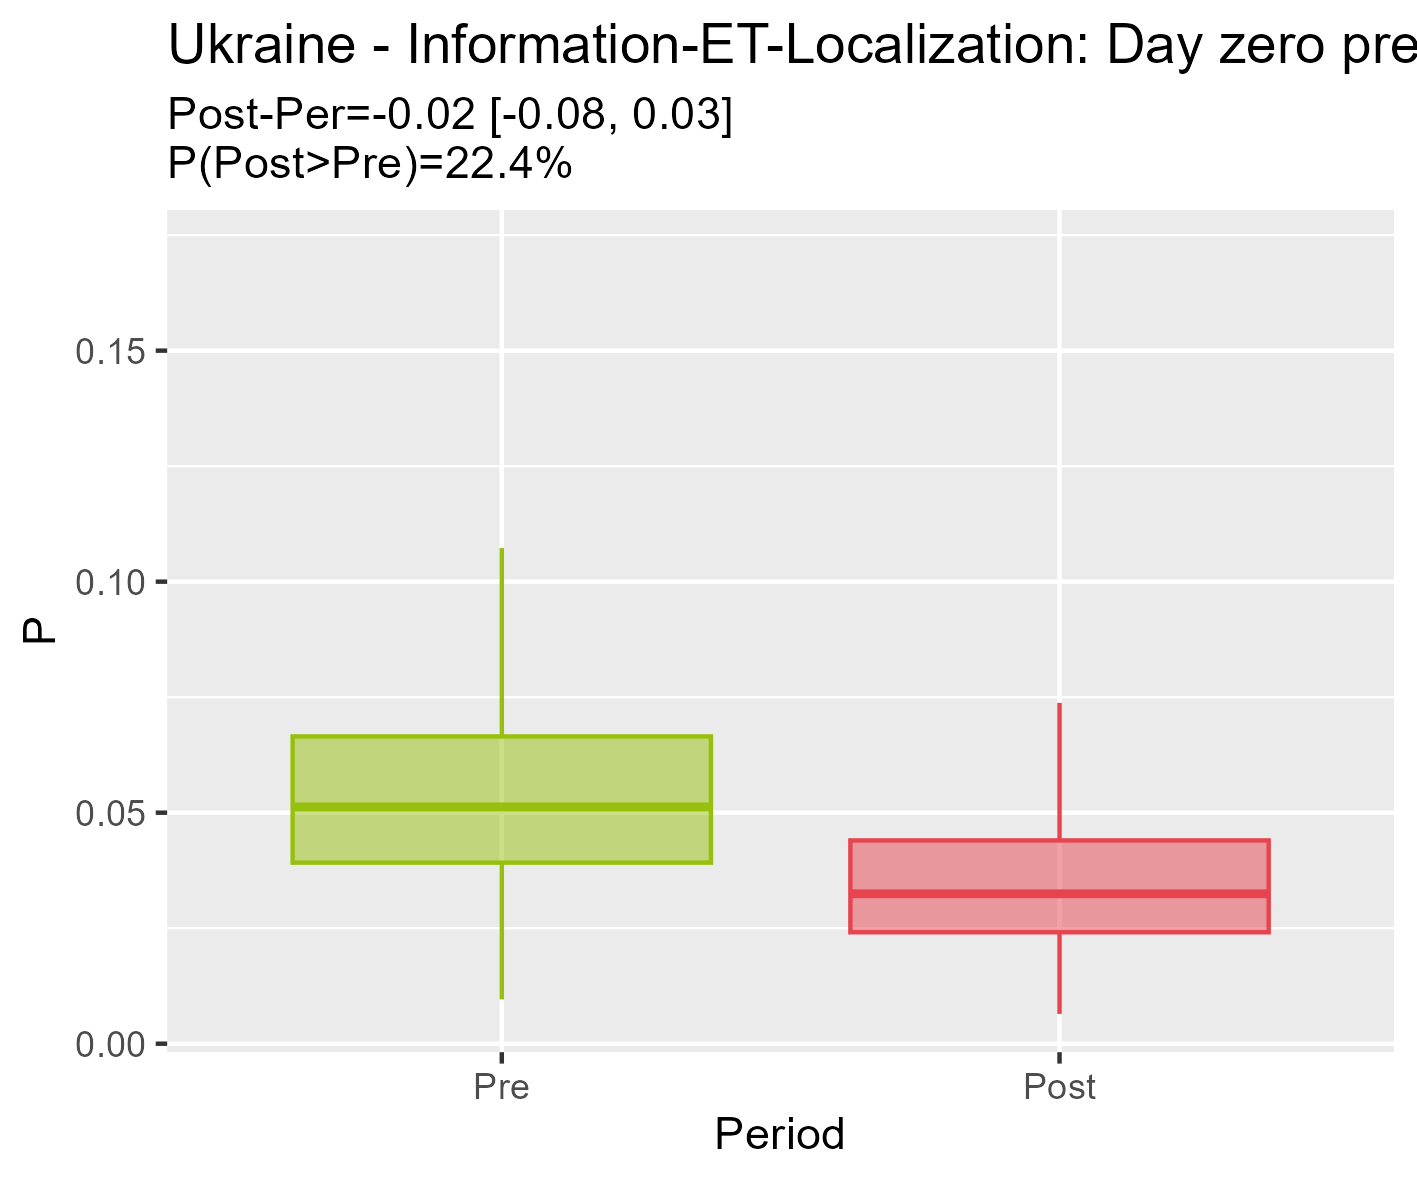 Ukraine - Information-ET-Localization: Day zero pre
Post-Per=-0.02 [-0.08, 0.03]
P(Post>Pre)=22.4%
0.15
0.10
P
0.05
0.00
Pre
Post
Period